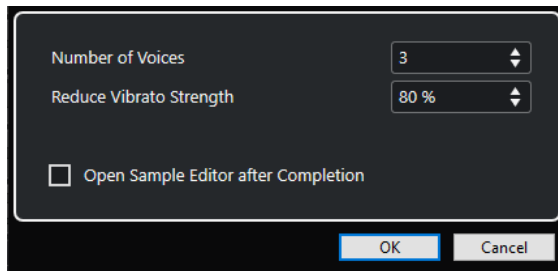 Number of Voices 3
Reduce Vibrato Strength 80 %
Open Sample Editor after Completion
OK Cancel